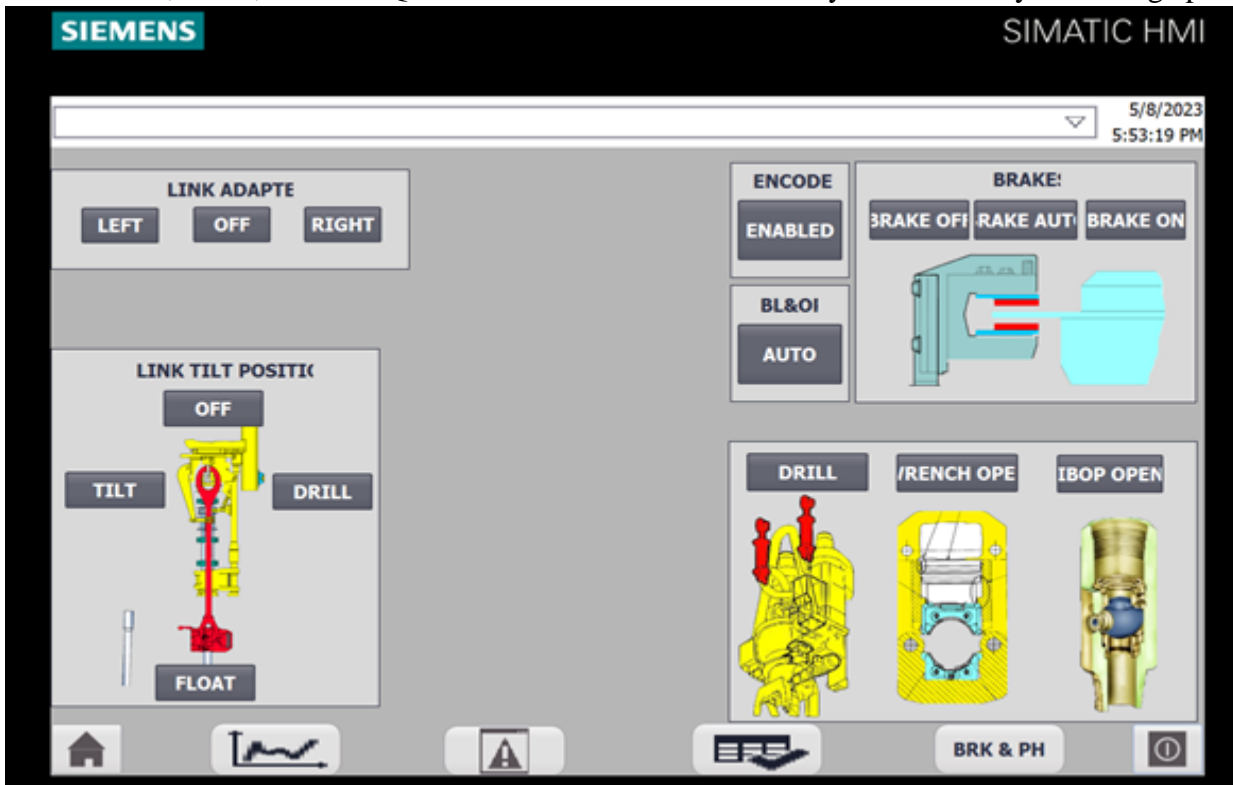 SIEMENS
SIMATIC HMI
5/8/2023
5:53:19 PM
LINK ADAPTE
LEFT OFF RIGHT
ENCODE
ENABLED
BRAKE:
BRAKE OFF RAKE AUT BRAKE ON
BL&OI
AUTO
LINK TILT POSITI
OFF
TILT
DRILL
FLOAT
DRILL
RENCH OPE
IBOP OPEN
BRK & PH